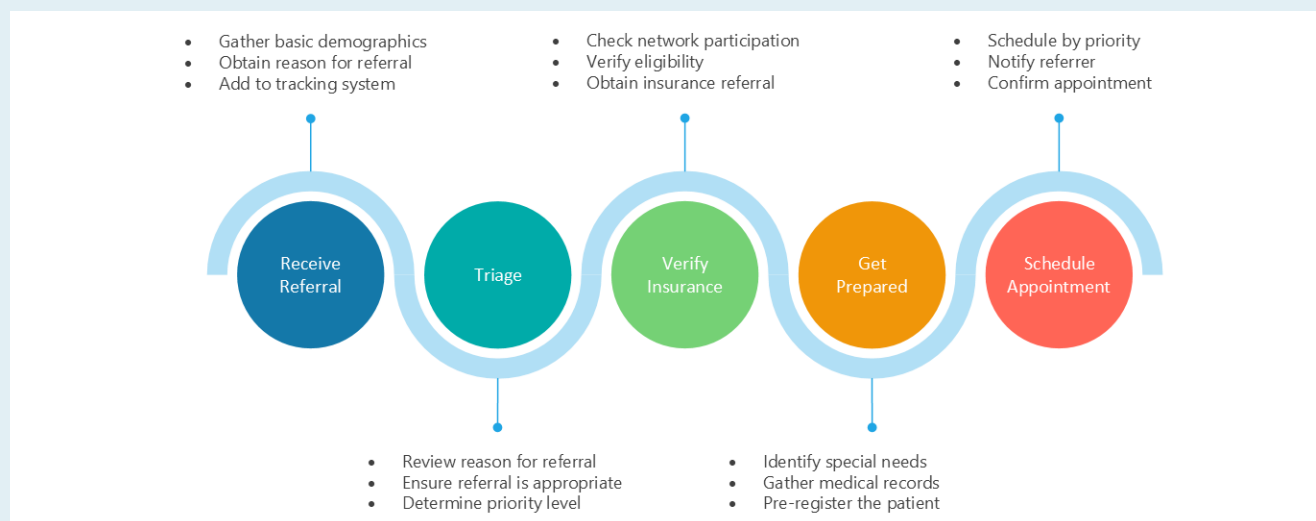 • Gather basic demographics
• Obtain reason for referral
• Add to tracking system
• Check network participation
• Verify eligibility
• Obtain insurance referral
• Schedule by priority
• Notify referrer
• Confirm appointment
Receive
Referral
Triage
Verify
Insurance
Get
Prepared
Schedule
Appointment
• Review reason for referral
• Ensure referral is appropriate
• Determine priority level
• Identify special needs
• Gather medical records
• Pre-register the patient